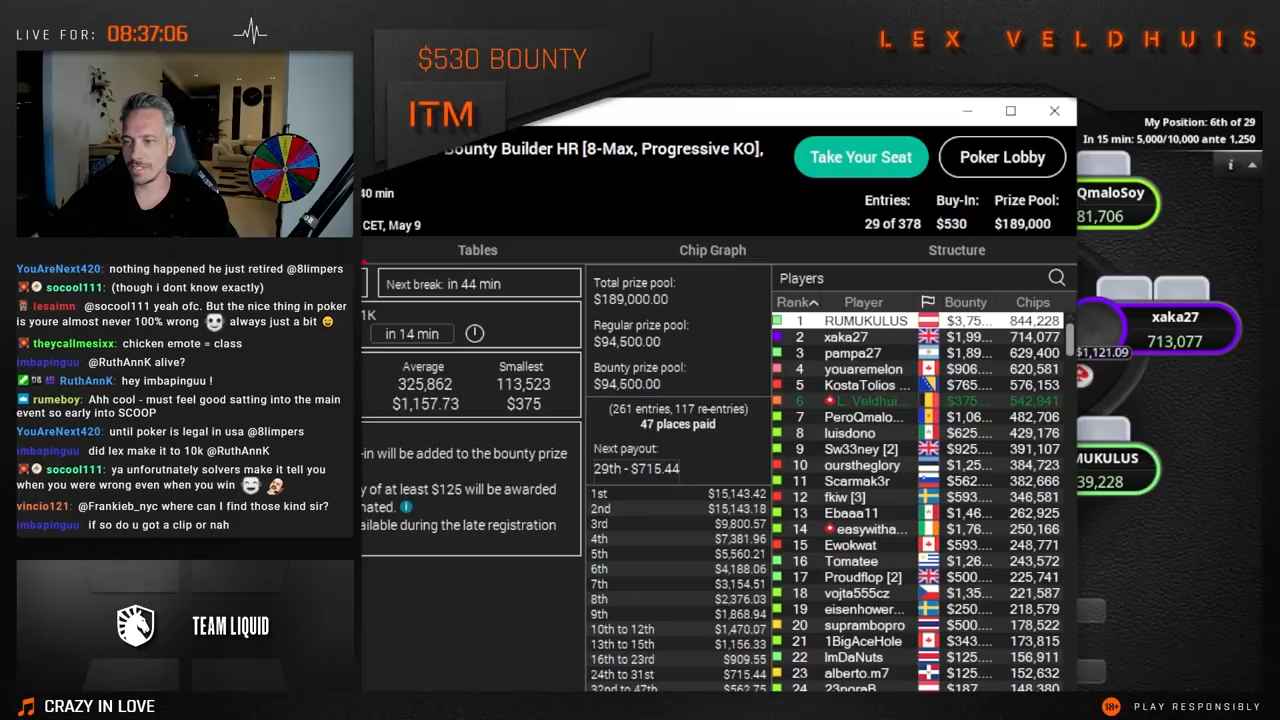 LIVE FOR: 08:37:06
$530 BOUNTY
ITM
LEX VELDHUIS
Bounty Builder HR [8-Max, Progressive KO],
Take Your Seat
Poker Lobby
40 min
CET, May 9
Entries: Buy-In: Prize Pool:
29 of 378 $530 $189,000
My Position: 6th of 29
In 15 min: 5,000/10,000 ante 1,250
Tables Chip Graph Structure
Next break: in 44 min
1K
in 14 min
Average Smallest
325,862 113,523
$1,157.73 $375
-in will be added to the bounty prize
y of at least $125 will be awarded
nated.
ailable during the late registration
Total prize pool:
$189,000.00
Regular prize pool:
$94,500.00
Bounty prize pool:
$94,500.00
(261 entries, 117 re-entries)
47 places paid
Next payout:
29th - $715.44
1st $15,143.42
2nd $15,143.18
3rd $9,800.57
4th $7,381.96
5th $5,560.21
6th $4,188.06
7th $3,154.51
8th $2,376.03
9th $1,868.94
10th to 12th $1,470.07
13th to 15th $1,156.33
16th to 23rd $909.55
24th to 31st $715.44
32nd to 47th $562.75
Players
Rank Player Bounty Chips
1 RUMUKULUS $3,75... 844,228
2 xaka27 $1,99... 714,077
3 pampa27 $1,89... 629,400
4 youaremelon $906.... 620,581
5 KostaTolios ... $765.... 576,153
6 L. Veldhui... $375.... 542,941
7 PeroQmalo... $1,06... 482,706
8 luisdono $625.... 429,176
9 Sw33ney [2] $925.... 391,107
10 ourstheglory $1,25... 384,723
11 Scarmak3r $562.... 382,666
12 fkiw [3] $593.... 346,581
13 Ebaaa11 $1,46... 262,925
14 easywitha... $1,76... 250,166
15 Ewokwat $593.... 248,771
16 Tomatee $1,26... 243,572
17 Proudflop [2] $500.... 225,741
18 vojta555cz $1,35... 221,587
19 eisenhower... $250.... 218,579
20 suprambopro $500.... 178,522
21 1BigAceHole $343.... 173,815
22 ImDaNuts $125.... 156,911
23 alberto.m7 $125.... 152,632
24 23noraB $187 148,380
QmaloSoy
81,706
xaka27
713,077
$1,121.09
MUKULUS
39,228
YouAreNext420: nothing happened he just retired @8limpers
socool111: (though i dont know exactly)
lesaimn: @socool111 yeah ofc. But the nice thing in poker
is youre almost never 100% wrong always just a bit
theycallmesixx: chicken emote = class
imbapinguu: @RuthAnnK alive?
RuthAnnK: hey imbapinguu !
rumeboy: Ahh cool - must feel good satting into the main
event so early into SCOOP
YouAreNext420: until poker is legal in usa @8limpers
imbapinguu: did lex make it to 10k @RuthAnnK
socool111: ya unforutnately solvers make it tell you
when you were wrong even when you win
vincio121: @Frankieb_nyc where can I find those kind sir?
imbapinguu: if so do u got a clip or nah
TEAM LIQUID
CRAZY IN LOVE
18+ PLAY RESPONSIBLY